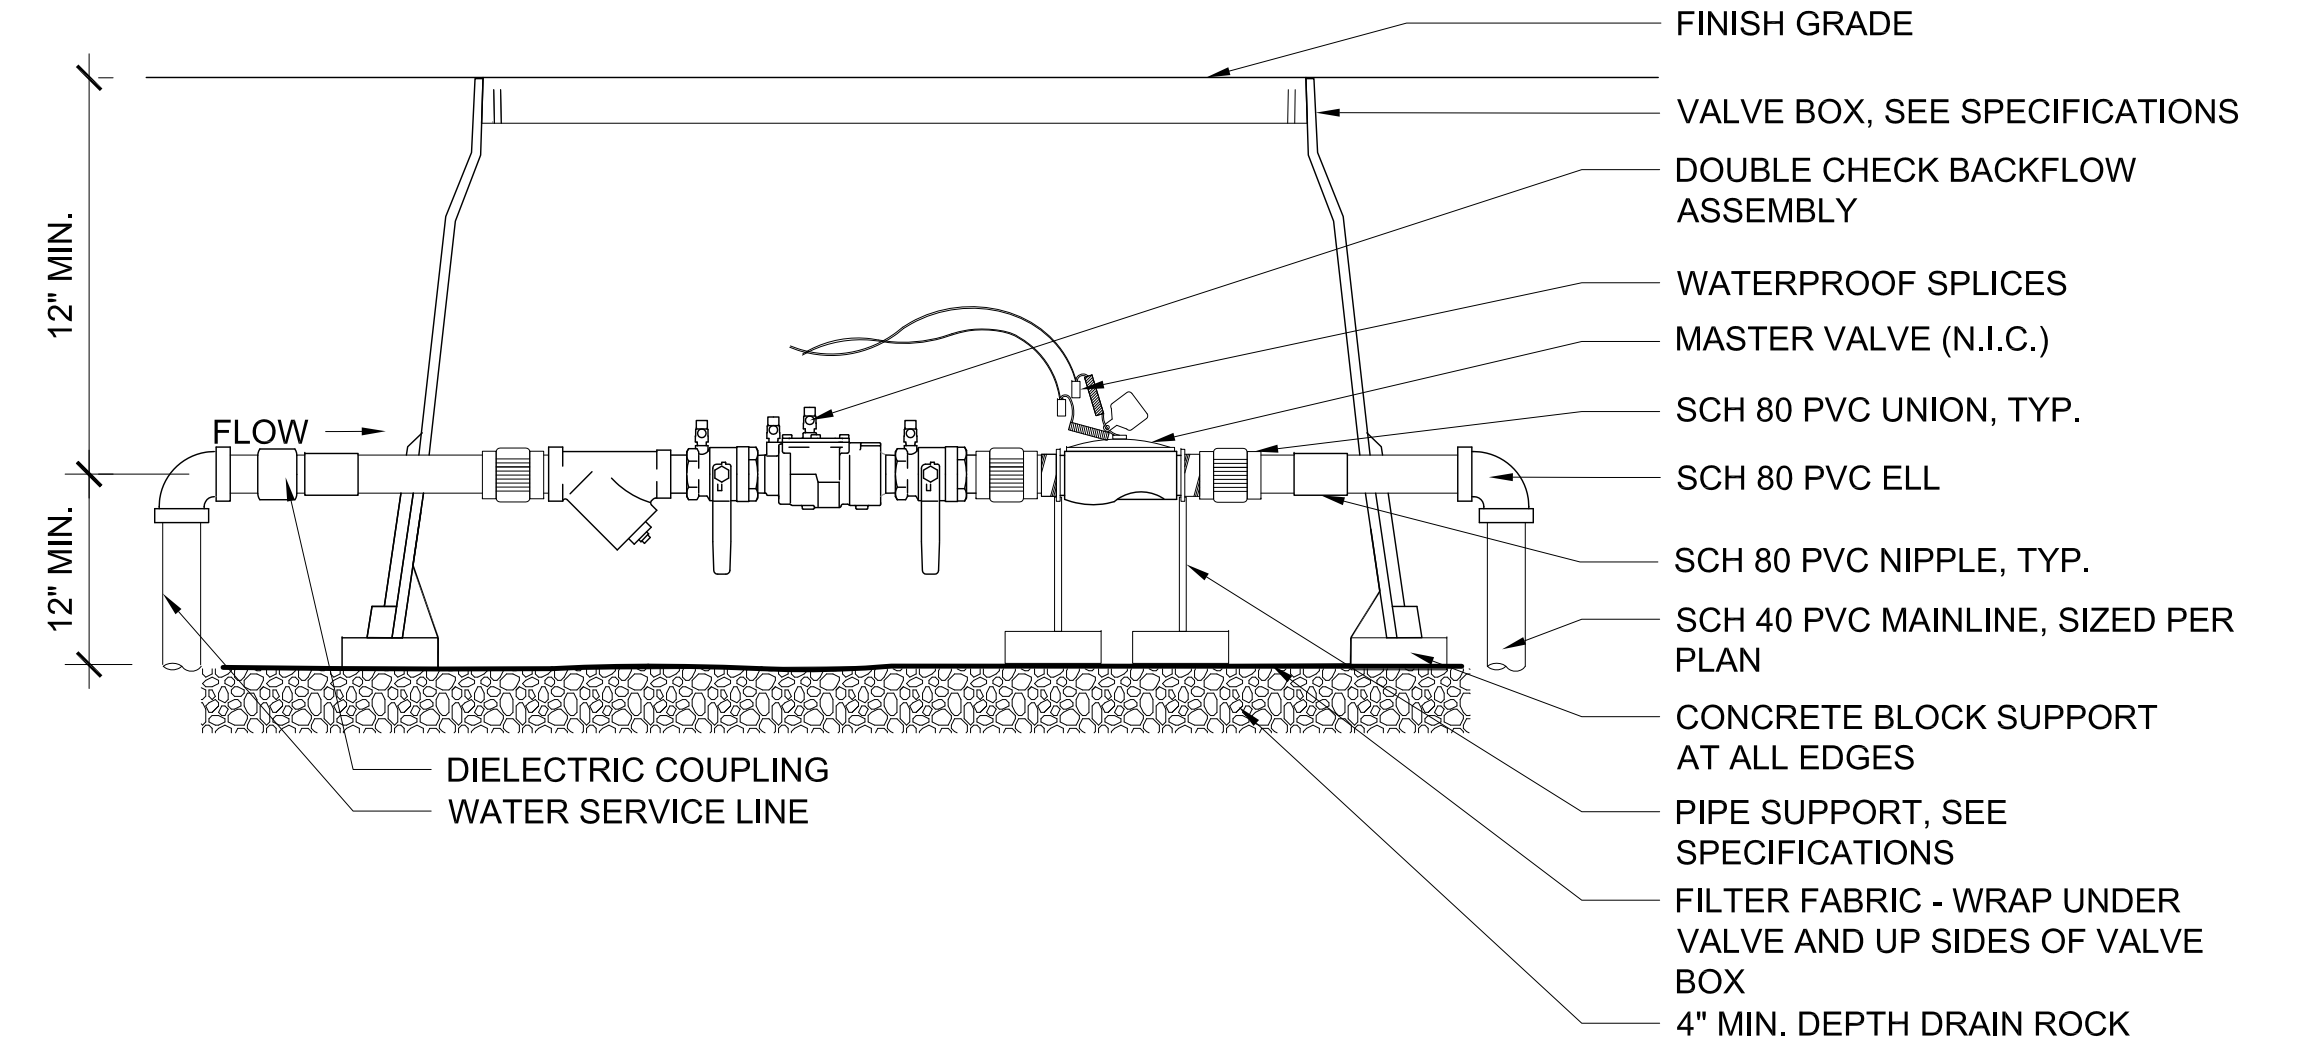 FINISH GRADE
VALVE BOX, SEE SPECIFICATIONS
DOUBLE CHECK BACKFLOW
ASSEMBLY
WATERPROOF SPLICES
MASTER VALVE (N.I.C.)
SCH 80 PVC UNION, TYP.
SCH 80 PVC ELL
SCH 80 PVC NIPPLE, TYP.
SCH 40 PVC MAINLINE, SIZED PER
PLAN
CONCRETE BLOCK SUPPORT
AT ALL EDGES
PIPE SUPPORT, SEE
SPECIFICATIONS
FILTER FABRIC - WRAP UNDER
VALVE AND UP SIDES OF VALVE
BOX
4" MIN. DEPTH DRAIN ROCK
12" MIN.
12" MIN.
FLOW
DIELECTRIC COUPLING
WATER SERVICE LINE